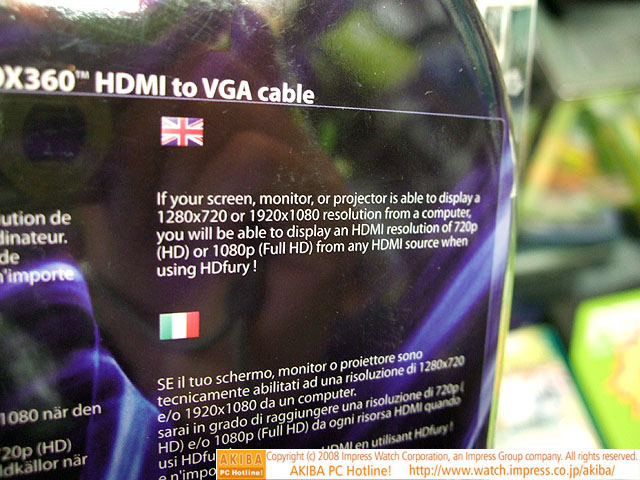 X360™ HDMI to VGA cable
If your screen, monitor, or projector is able to display a
1280x720 or 1920x1080 resolution from a computer,
you will be able to display an HDMI resolution of 720p
(HD) or 1080p (Full HD) from any HDMI source when
using HDfury !
ution de
dinateur.
de
n'importe
1080 när den
20p (HD)
dkällor när
SE il tuo schermo, monitor o proiettore sono
tecnicamente abilitati ad una risoluzione di 1280x720
e/o 1920x1080 da un computer.
sarai in grado di raggiungere una risoluzione di 720p (
HD) e/o 1080p (Full HD) da ogni risorsa HDMI quando
usi HDfu
HDMI en utilisant HDfury !
e n'impo
AKIBA
PC Hotline!
Copyright (c) 2008 Impress Watch Corporation, an Impress Group company. All rights reserved.
AKIBA PC Hotline! http://www.watch.impress.co.jp/akiba/